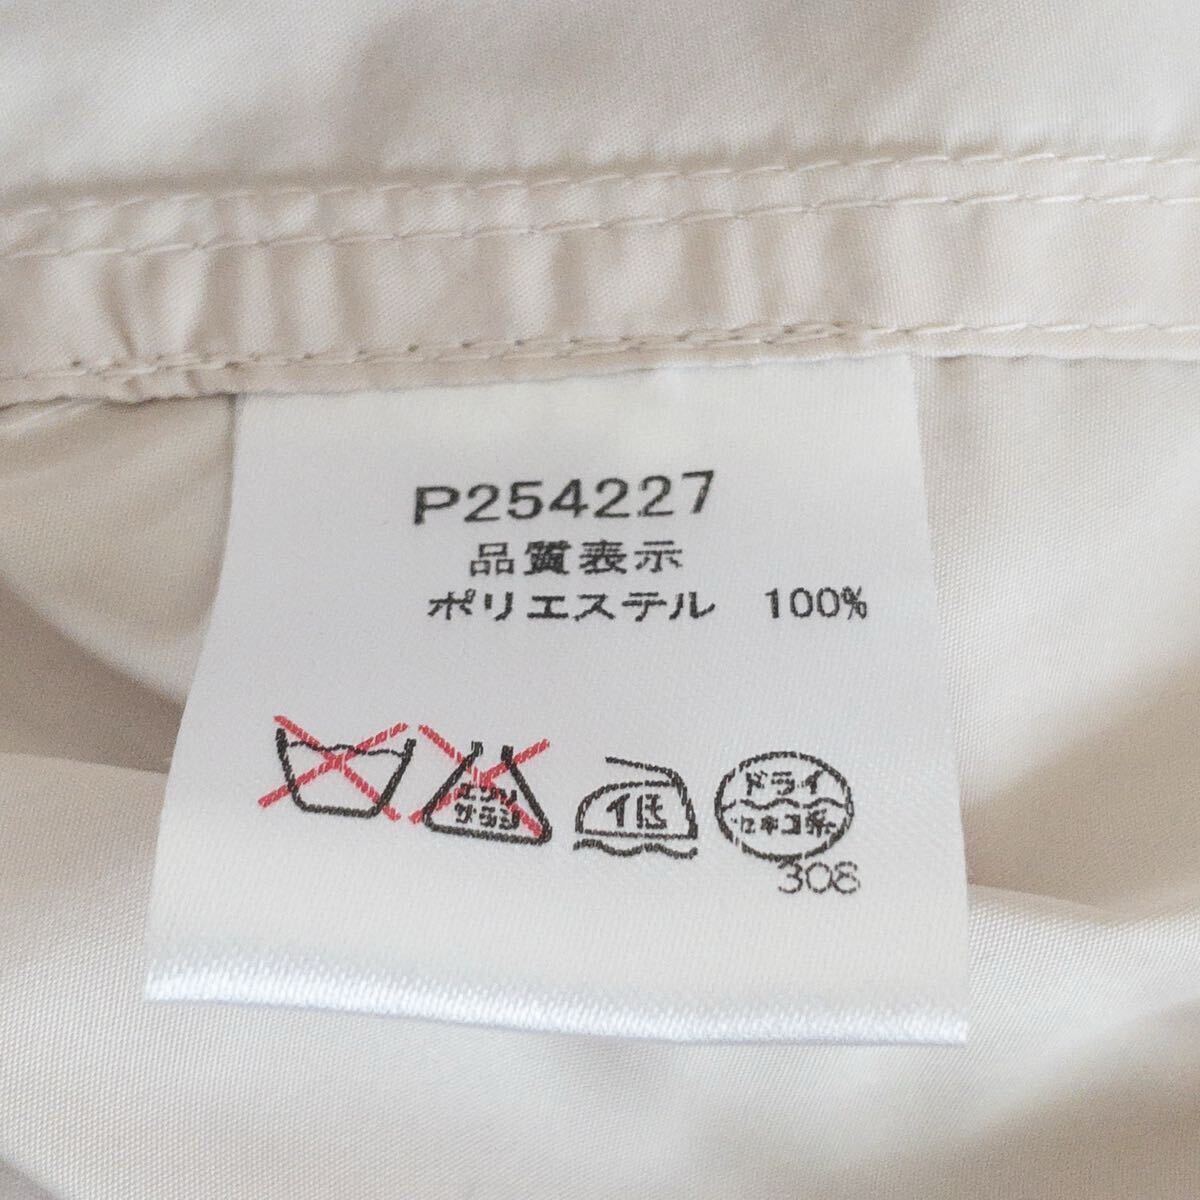 P254227
品質表示
ポリエステル 100%
エンソ
サラシ
イ低
ドライ
セキユ系
308